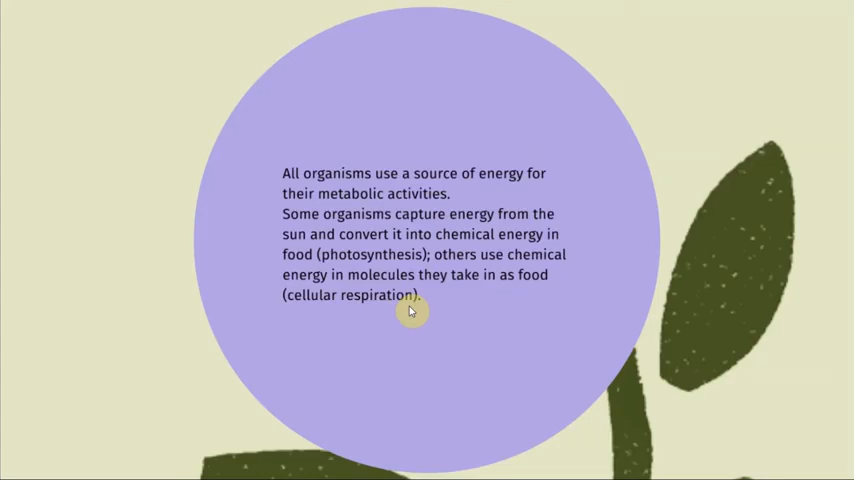 All organisms use a source of energy for
their metabolic activities.
Some organisms capture energy from the
sun and convert it into chemical energy in
food (photosynthesis); others use chemical
energy in molecules they take in as food
(cellular respiration).